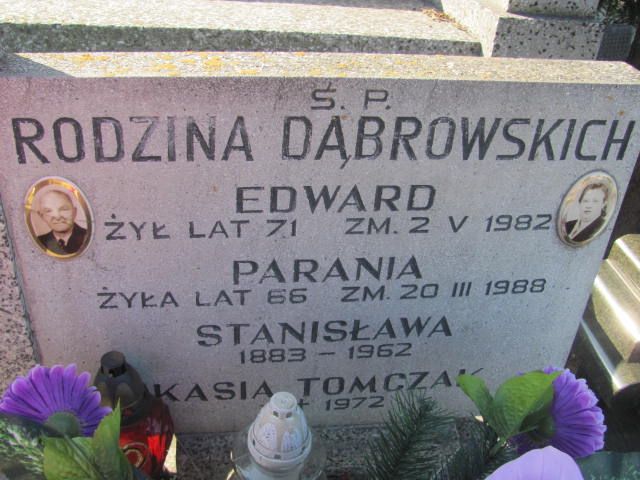 Ś. P.
RODZINA DĄBROWSKICH
EDWARD
ŻYŁ LAT 71 ZM. 2 V 1982
PARANIA
ŻYŁA LAT 66 ZM. 20 III 1988
STANISŁAWA
1883 – 1962
KASIA TOMCZAK
1972